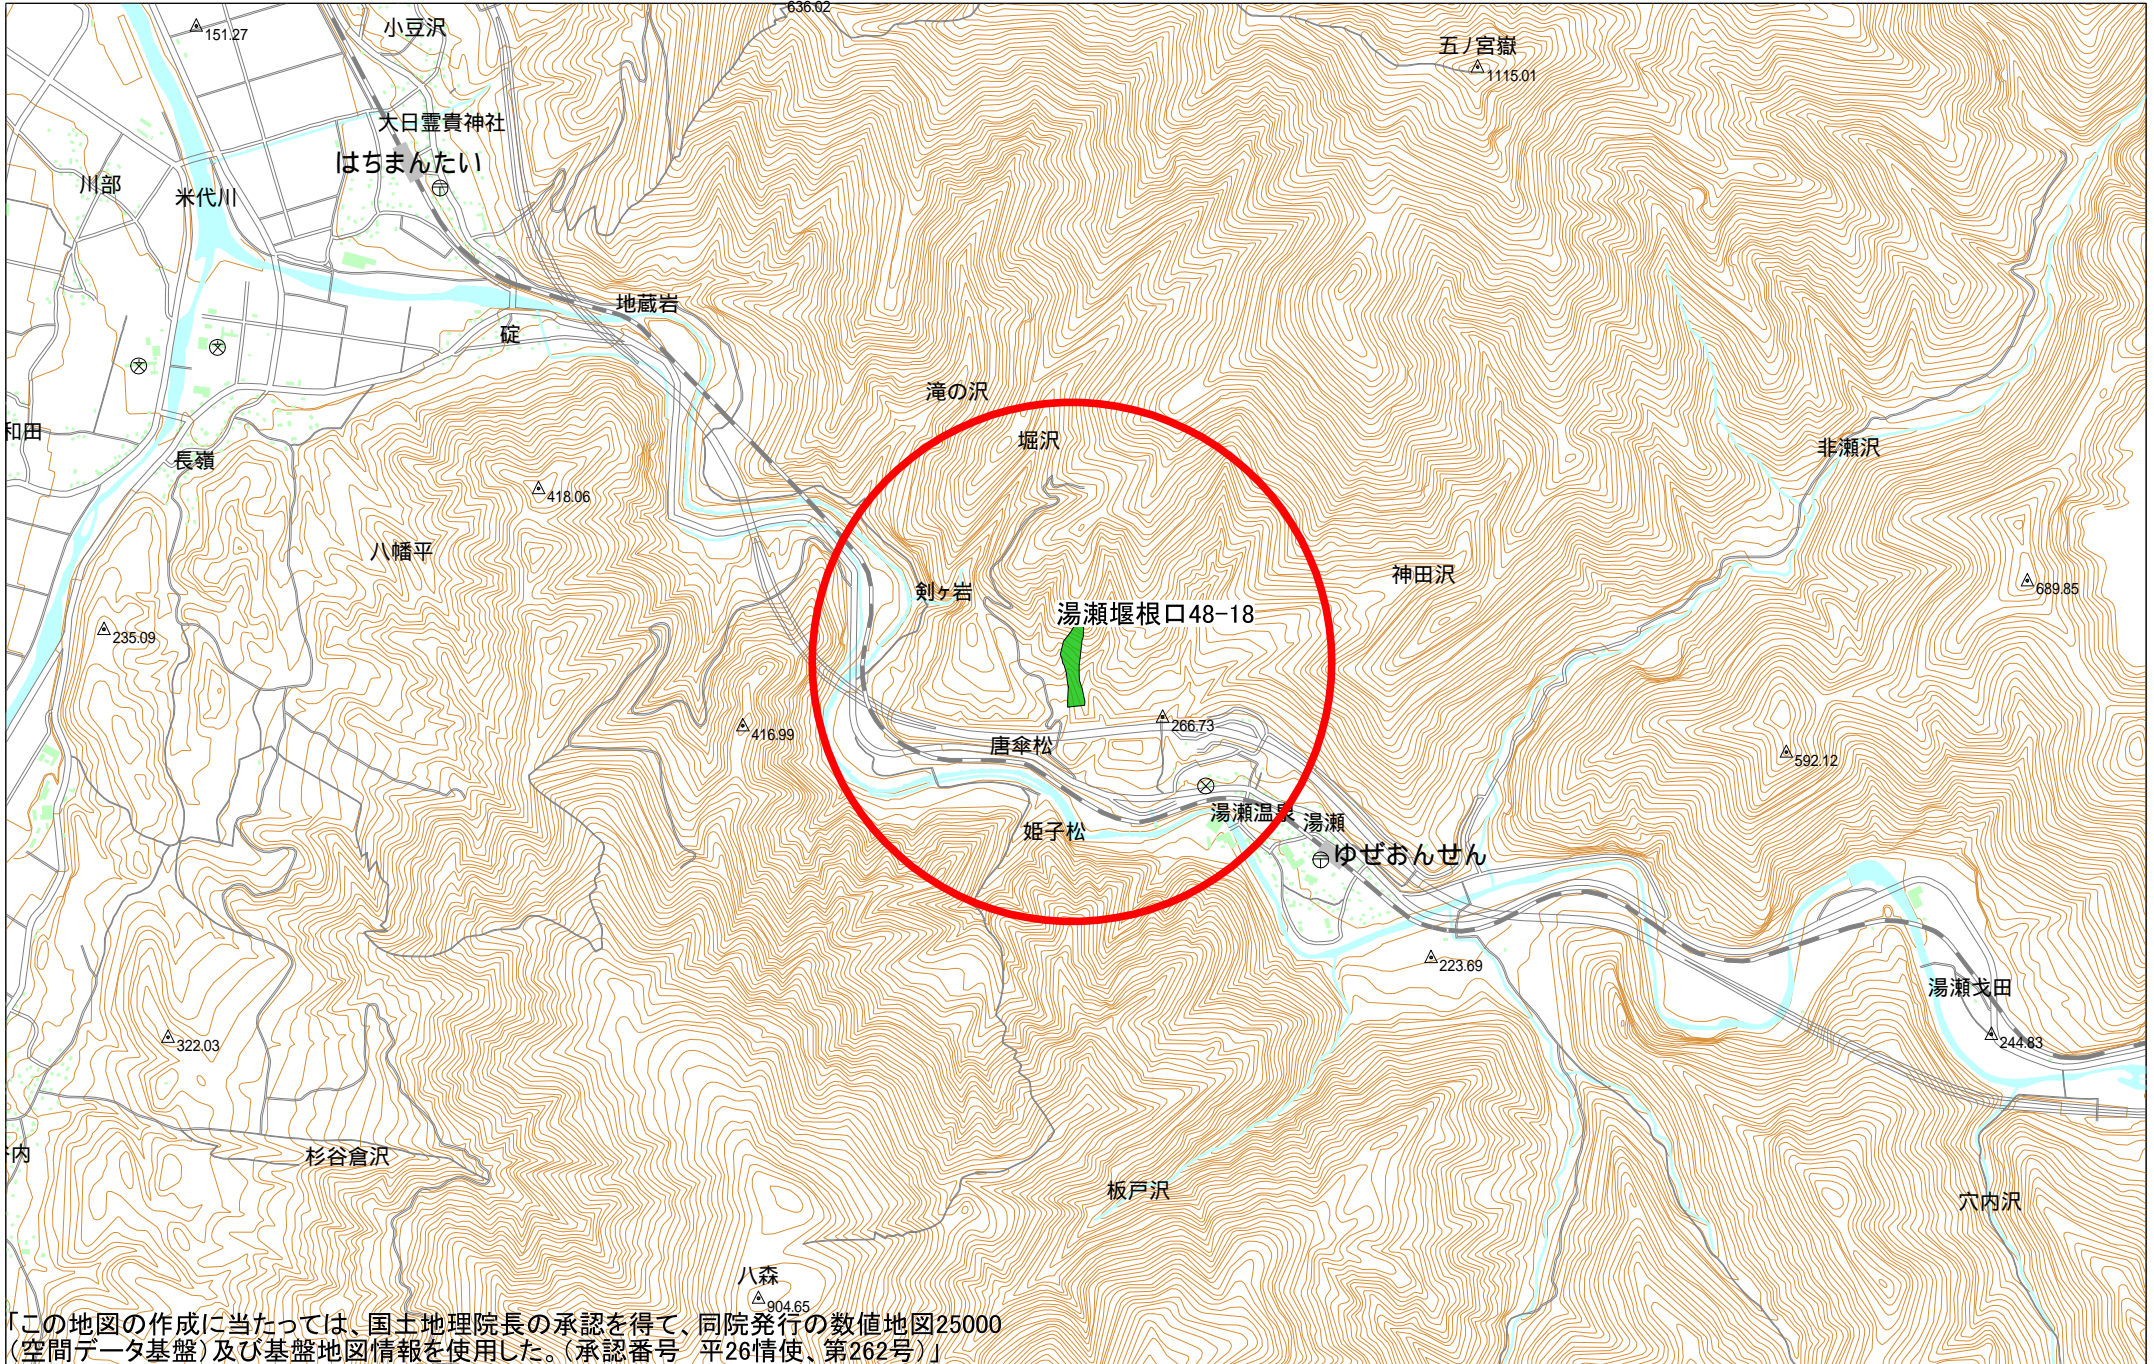 636.02
151.27
小豆沢
五ノ宮嶽
1115.01
大日霊貴神社
はちまんたい
川部
米代川
地蔵岩
碇
滝の沢
和田
堀沢
非瀬沢
長嶺
418.06
八幡平
神田沢
689.85
剣ヶ岩
湯瀬堰根口48-18
235.09
416.99
266.73
唐傘松
592.12
湯瀬温泉
湯瀬
姫子松
ゆぜおんせん
223.69
湯瀬戈田
322.03
244.83
内
杉谷倉沢
板戸沢
穴内沢
八森
904.65
「この地図の作成に当たっては、国土地理院長の承認を得て、同院発行の数値地図25000
(空間データ基盤)及び基盤地図情報を使用した。(承認番号　平26情使、第262号)」